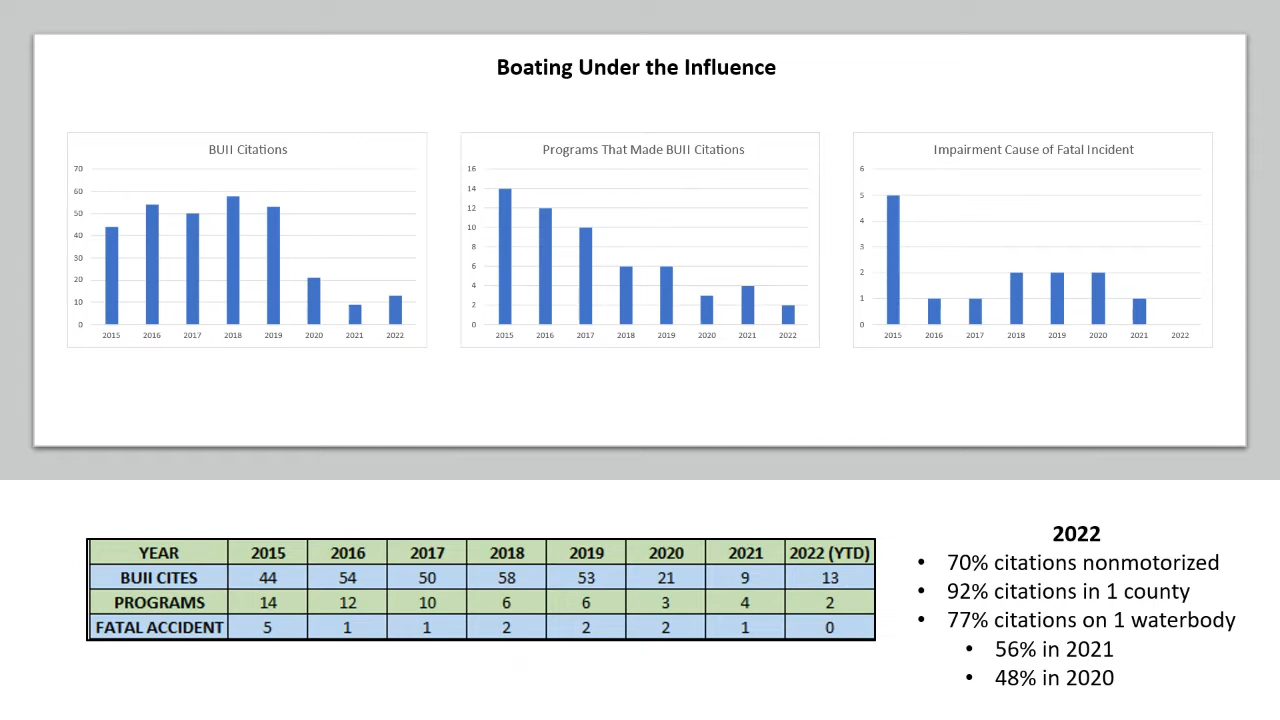 Boating Under the Influence
BUII Citations
70
60
50
40
30
20
10
0
2015 2016 2017 2018 2019 2020 2021 2022
Programs That Made BUII Citations
16
14
12
10
8
6
4
2
0
2015 2016 2017 2018 2019 2020 2021 2022
Impairment Cause of Fatal Incident
6
5
4
3
2
1
0
2015 2016 2017 2018 2019 2020 2021 2022
YEAR 2015 2016 2017 2018 2019 2020 2021 2022 (YTD)
BUII CITES 44 54 50 58 53 21 9 13
PROGRAMS 14 12 10 6 6 3 4 2
FATAL ACCIDENT 5 1 1 2 2 2 1 0
2022
• 70% citations nonmotorized
• 92% citations in 1 county
• 77% citations on 1 waterbody
• 56% in 2021
• 48% in 2020